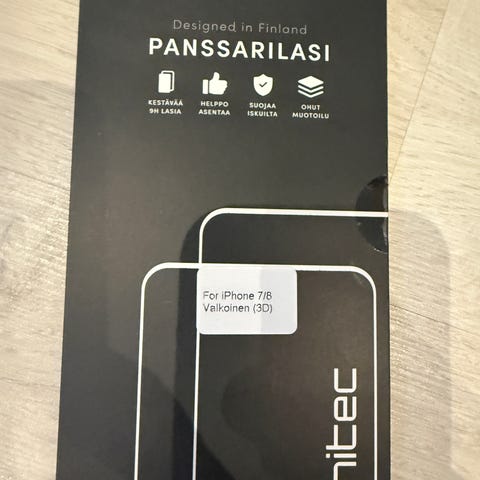 Designed in Finland
PANSSARILASI
KESTÄVÄÄ
9H LASIA
HELPPO
ASENTAA
SUOJAA
ISKUILTA
OHUT
MUOTOILU
For iPhone 7/8
Valkoinen (3D)